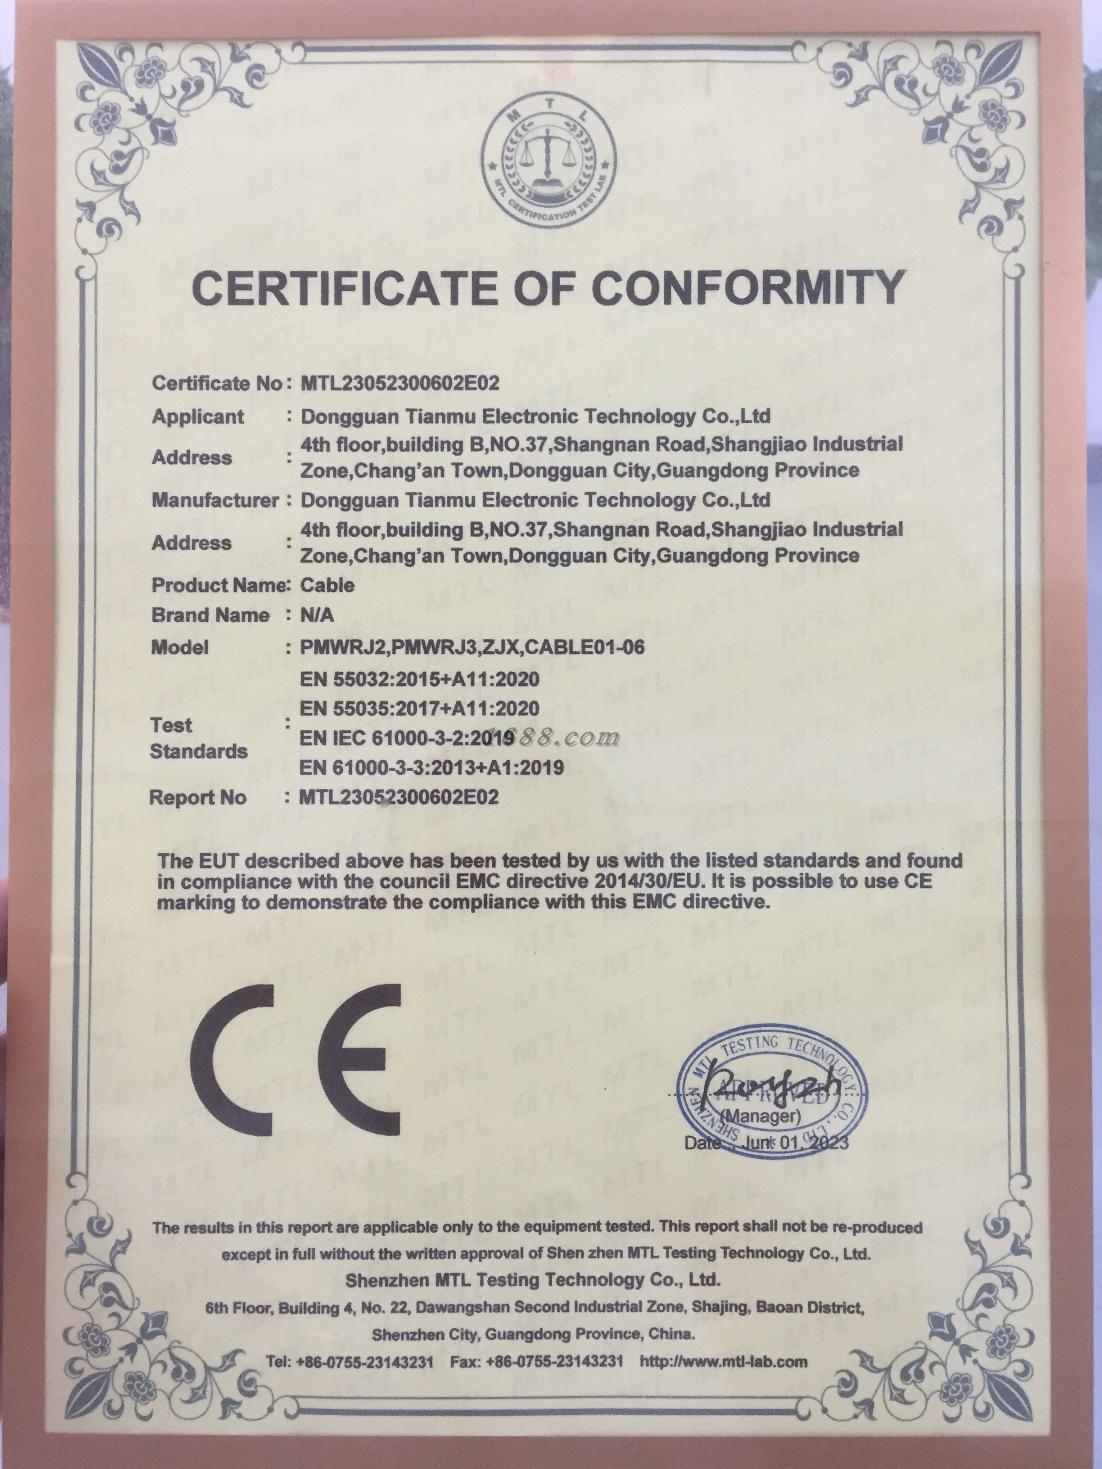 M T L
MTL CERTIFICATION TEST LAB
CERTIFICATE OF CONFORMITY
Certificate No : MTL23052300602E02
Applicant : Dongguan Tianmu Electronic Technology Co.,Ltd
Address : 4th floor,building B,NO.37,Shangnan Road,Shangjiao Industrial
Zone,Chang'an Town,Dongguan City,Guangdong Province
Manufacturer : Dongguan Tianmu Electronic Technology Co.,Ltd
Address : 4th floor,building B,NO.37,Shangnan Road,Shangjiao Industrial
Zone,Chang'an Town,Dongguan City,Guangdong Province
Product Name: Cable
Brand Name : N/A
Model : PMWRJ2,PMWRJ3,ZJX,CABLE01-06
EN 55032:2015+A11:2020
EN 55035:2017+A11:2020
Test Standards : EN IEC 61000-3-2:2019
EN 61000-3-3:2013+A1:2019
Report No : MTL23052300602E02
The EUT described above has been tested by us with the listed standards and found
in compliance with the council EMC directive 2014/30/EU. It is possible to use CE
marking to demonstrate the compliance with this EMC directive.
CE
SHENZHEN MTL TESTING TECHNOLOGY CO., LTD
APPROVED
(Manager)
Date: Jun. 01, 2023
The results in this report are applicable only to the equipment tested. This report shall not be re-produced
except in full without the written approval of Shen zhen MTL Testing Technology Co., Ltd.
Shenzhen MTL Testing Technology Co., Ltd.
6th Floor, Building 4, No. 22, Dawangshan Second Industrial Zone, Shajing, Baoan District,
Shenzhen City, Guangdong Province, China.
Tel: +86-0755-23143231 Fax: +86-0755-23143231 http://www.mtl-lab.com